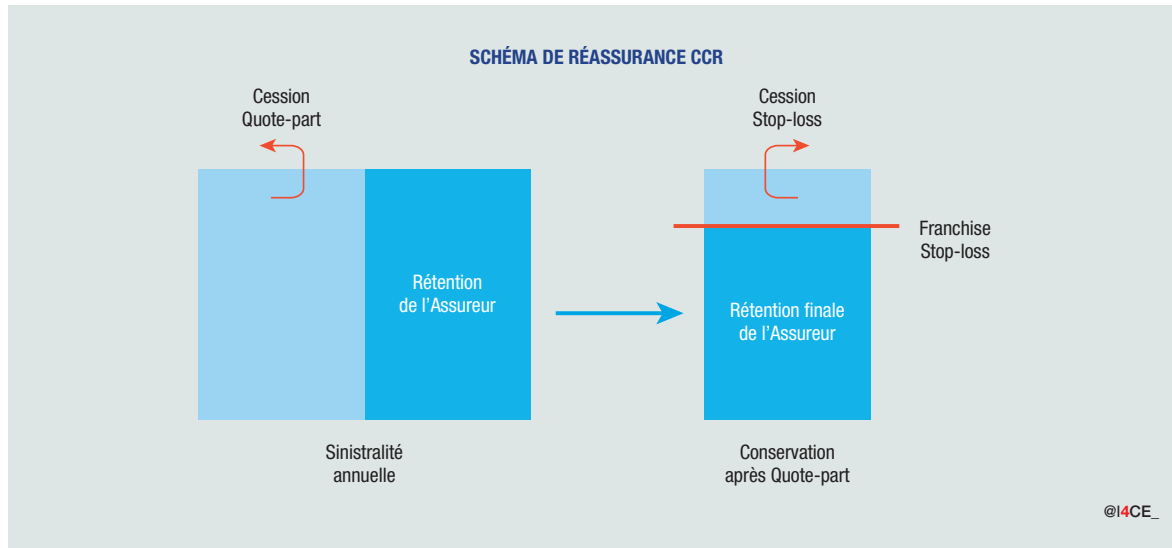 SCHÉMA DE RÉASSURANCE CCR
Cession
Quote-part
Cession
Stop-loss
Franchise
Stop-loss
Rétention
de l'Assureur
Rétention finale
de l'Assureur
Sinistralité
annuelle
Conservation
après Quote-part
@I4CE_